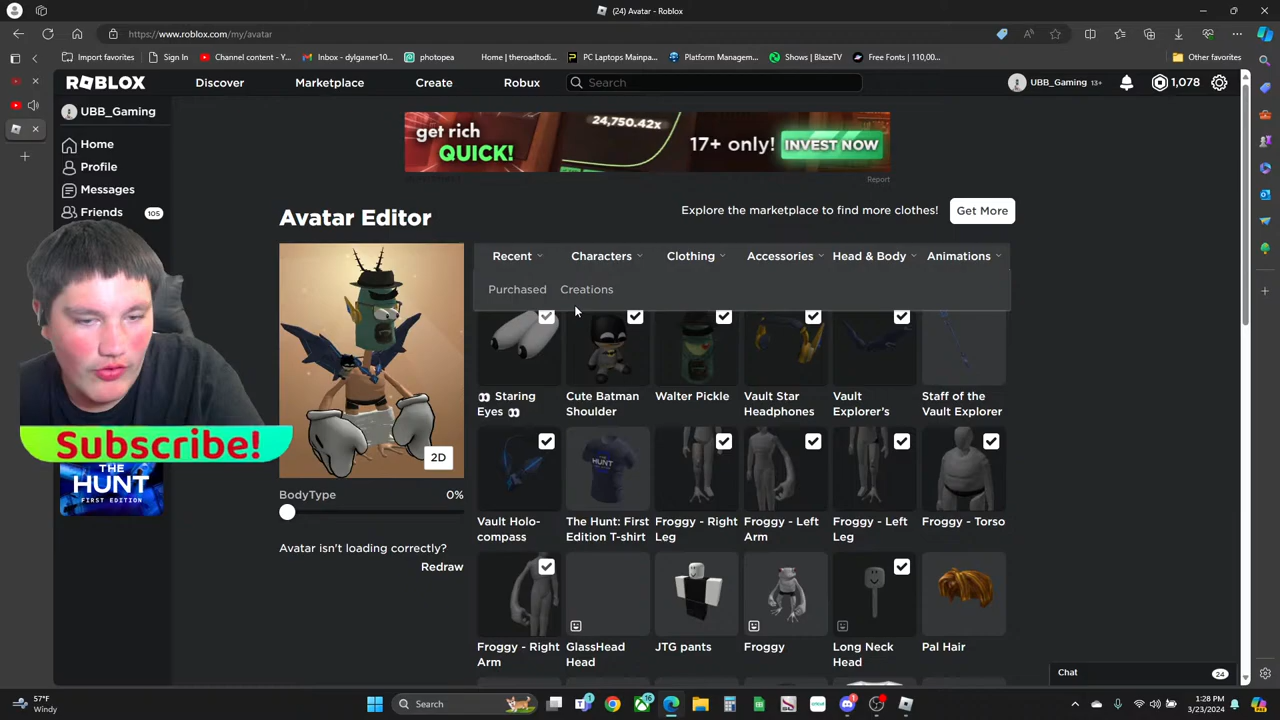 (24) Avatar - Roblox
https://www.roblox.com/my/avatar
Import favorites
Sign In
Channel content - Y...
Inbox - dylgamer10...
photopea
Home | theroadtodi...
PC Laptops Mainpa...
Platform Managem...
Shows | BlazeTV
Free Fonts | 110,00...
Other favorites
ROBLOX
Discover
Marketplace
Create
Robux
Search
UBB_Gaming 13+
1,078
UBB_Gaming
Home
Profile
Messages
Friends
105
get rich
QUICK!
24,750.42x
17+ only!
INVEST NOW
Report
Avatar Editor
Explore the marketplace to find more clothes!
Get More
Recent
Characters
Clothing
Accessories
Head & Body
Animations
Purchased
Creations
2D
BodyType
0%
Avatar isn't loading correctly?
Redraw
Staring
Eyes
Cute Batman
Shoulder
Walter Pickle
Vault Star
Headphones
Vault
Explorer's
Staff of the
Vault Explorer
Vault Holo-
compass
The Hunt: First
Edition T-shirt
Froggy - Right
Leg
Froggy - Left
Arm
Froggy - Left
Leg
Froggy - Torso
THE
HUNT
Froggy - Right
Arm
GlassHead
Head
JTG pants
Froggy
Long Neck
Head
Pal Hair
Subscribe!
THE
HUNT
FIRST EDITION
Chat
24
57°F
Windy
Search
1
16
1
1:28 PM
3/23/2024